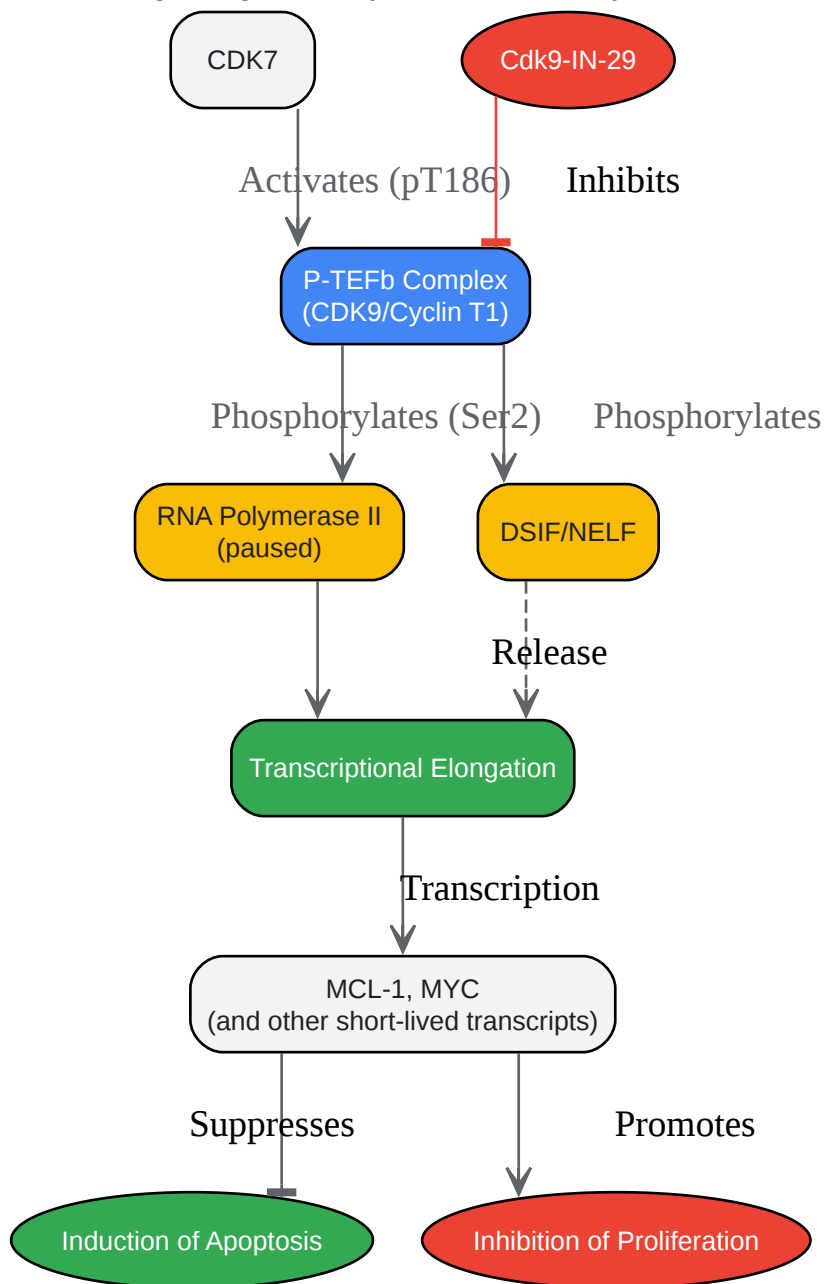 CDK7
Cdk9-IN-29
Activates (pT186)
Inhibits
P-TEFb Complex
(CDK9/Cyclin T1)
Phosphorylates (Ser2)
Phosphorylates
RNA Polymerase II
(paused)
DSIF/NELF
Release
Transcriptional Elongation
Transcription
MCL-1, MYC
(and other short-lived transcripts)
Suppresses
Promotes
Induction of Apoptosis
Inhibition of Proliferation